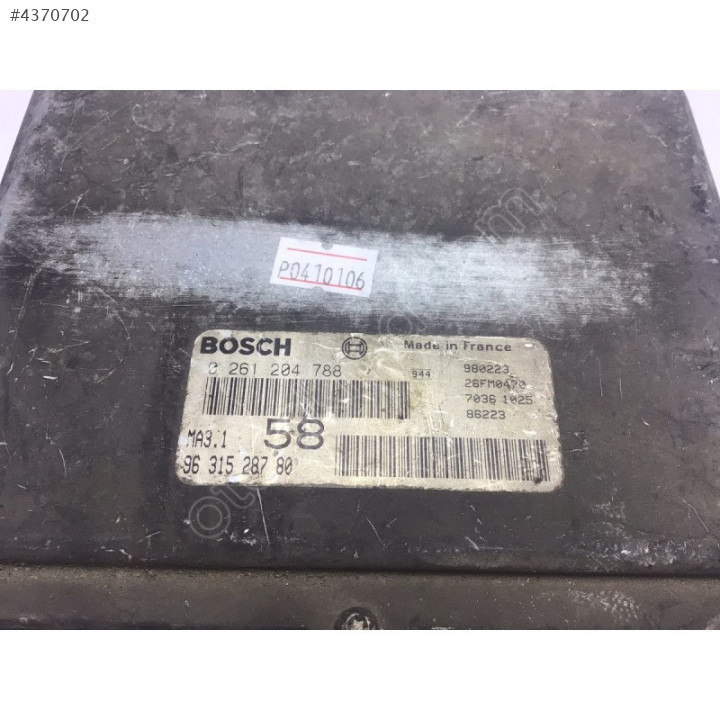 #4370702
P0410106
BOSCH Made in France
0 261 204 788 944 980223
26FM0470
7036 1025
86223
MA3.1 58
96 315 287 80